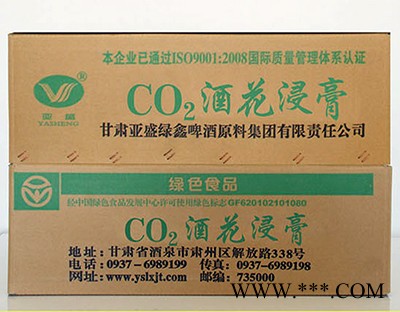 本企业已通过ISO9001:2008国际质量管理体系认证
亚盛
YASHENG
®
CO₂酒花浸膏
甘肃亚盛绿鑫啤酒原料集团有限责任公司
绿色食品
经中国绿色食品发展中心许可使用绿色标志GF620102101060
CO₂酒花浸膏
地址：甘肃省酒泉市肃州区解放路338号
电话：0937-6989199 传真：0937-6989198
网址：www.yslxjt.com 邮编：735000
www.***.COM